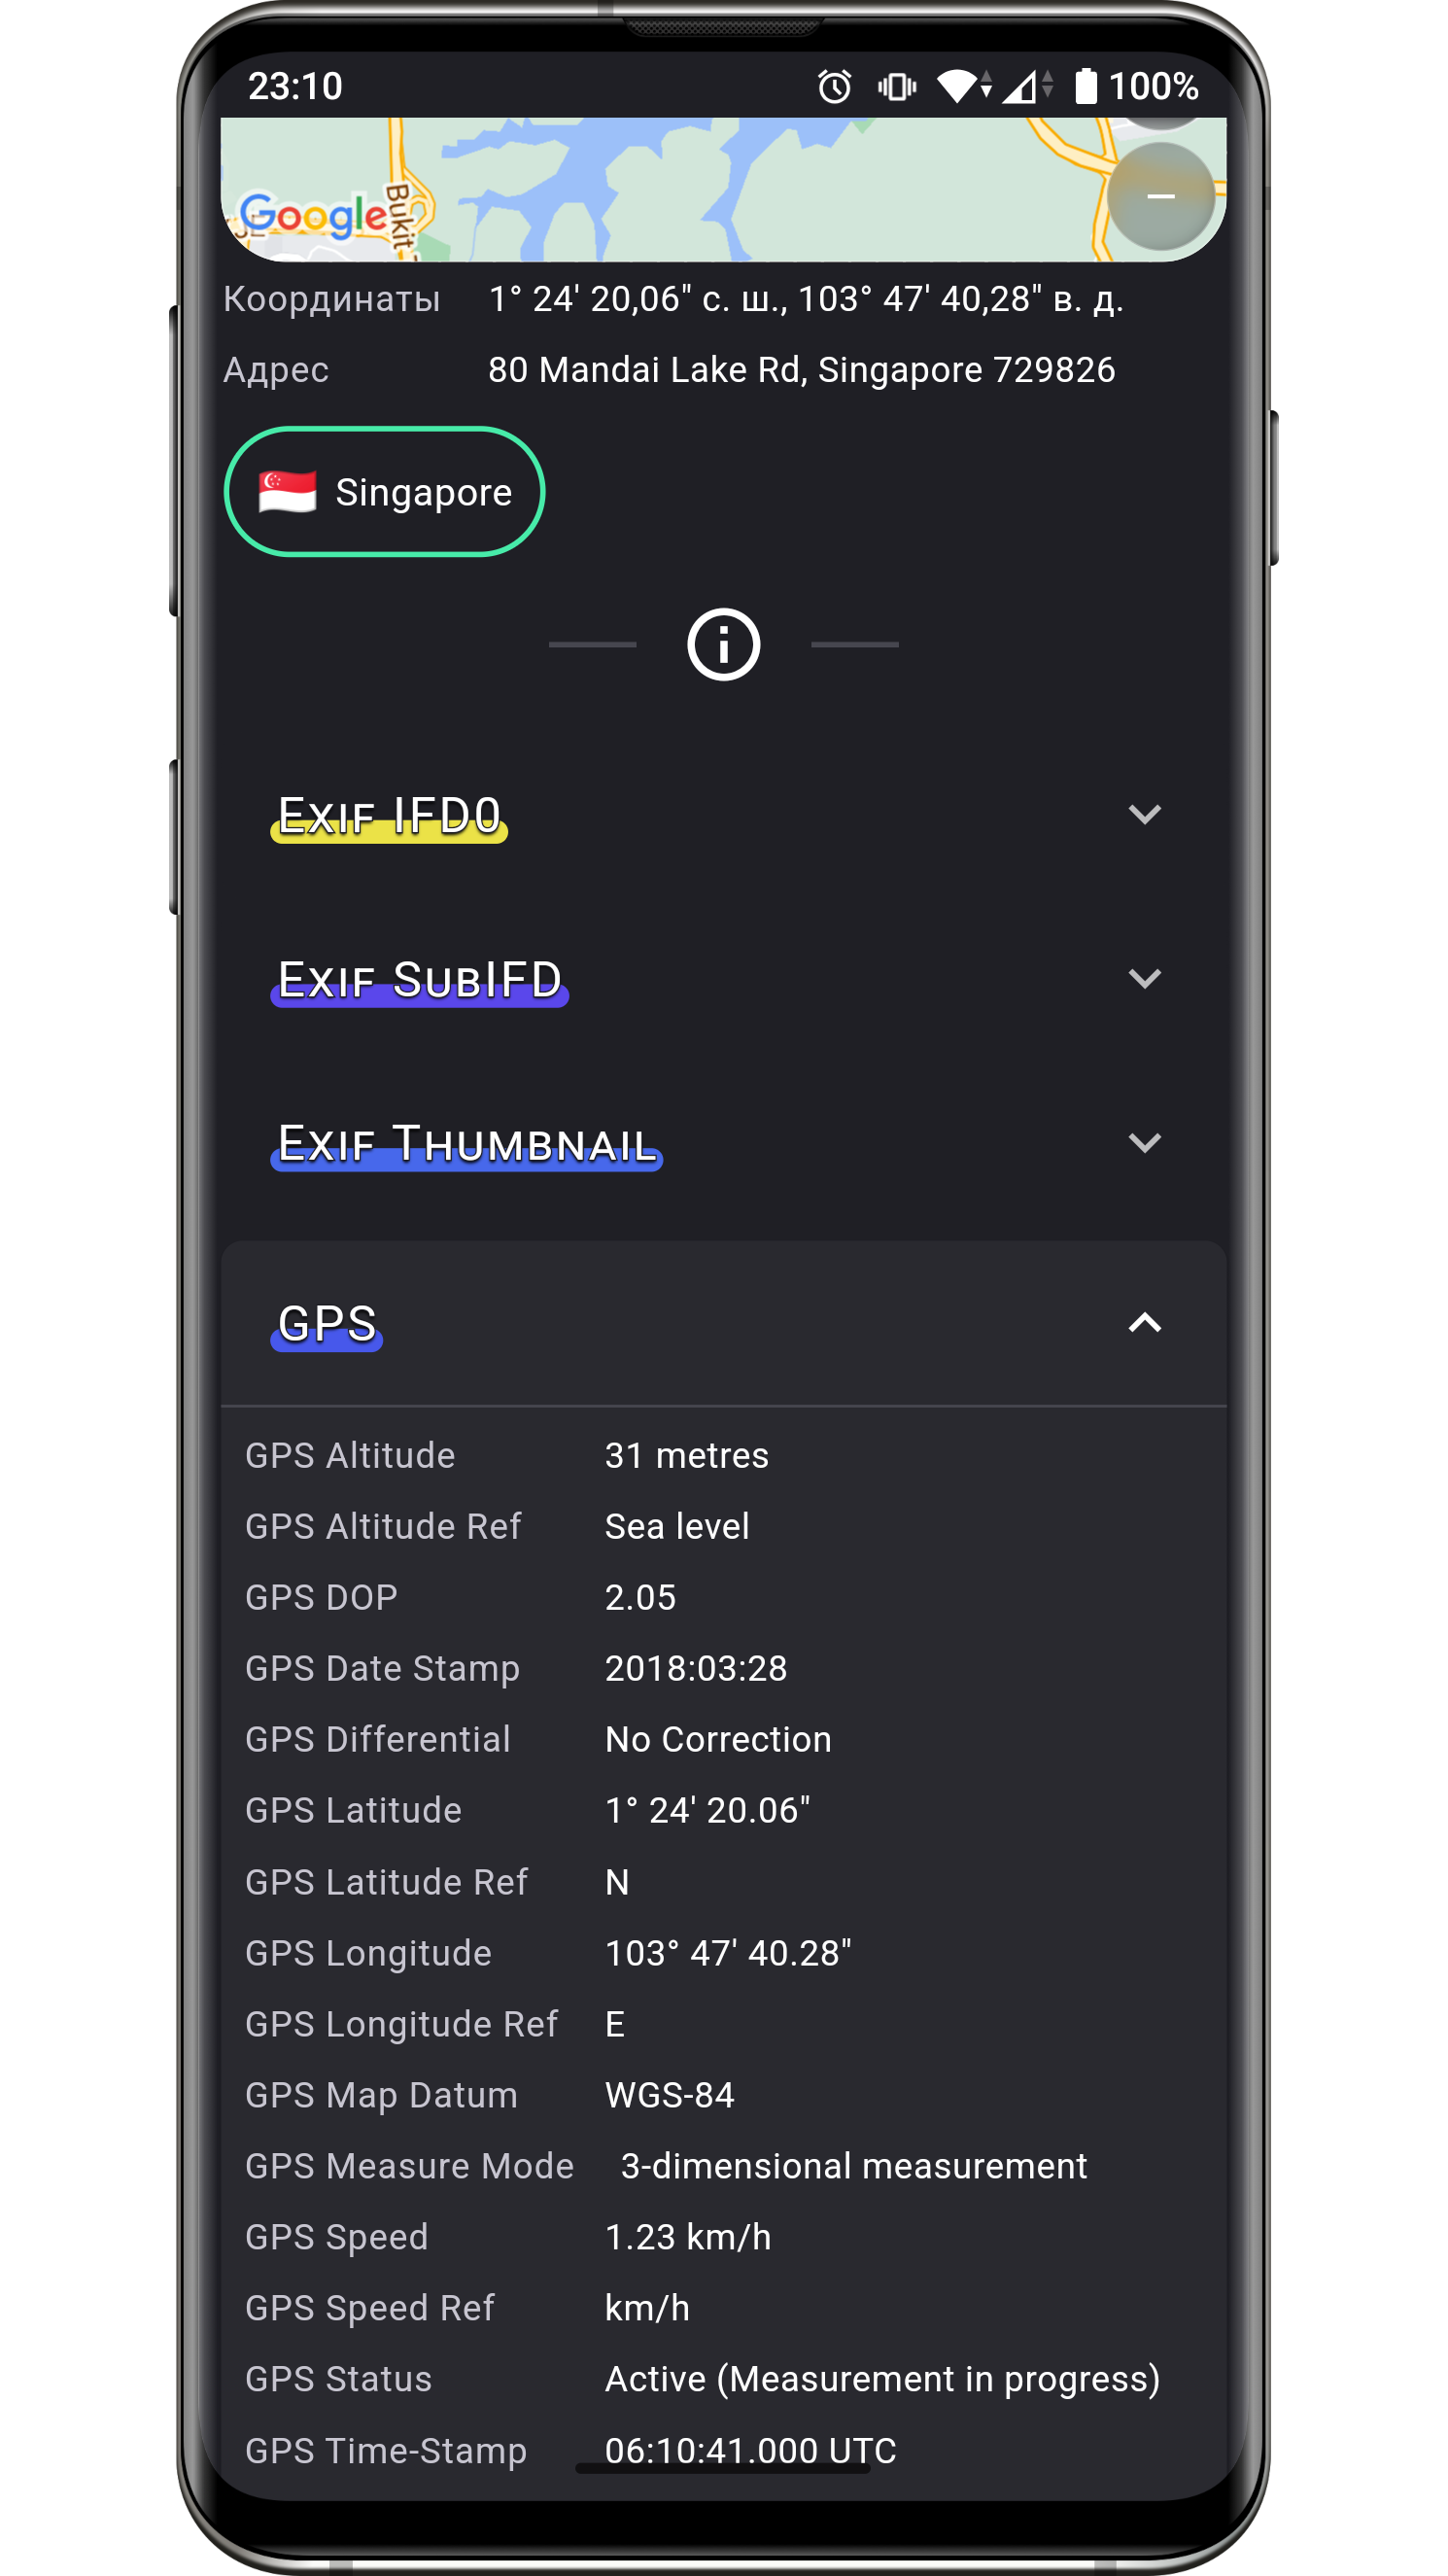 23:10 100%
Google
Bukit
Координаты 1° 24' 20,06" с. ш., 103° 47' 40,28" в. д.
Адрес 80 Mandai Lake Rd, Singapore 729826
Singapore
Exif IFD0
Exif SubIFD
Exif Thumbnail
GPS
GPS Altitude 31 metres
GPS Altitude Ref Sea level
GPS DOP 2.05
GPS Date Stamp 2018:03:28
GPS Differential No Correction
GPS Latitude 1° 24' 20.06"
GPS Latitude Ref N
GPS Longitude 103° 47' 40.28"
GPS Longitude Ref E
GPS Map Datum WGS-84
GPS Measure Mode 3-dimensional measurement
GPS Speed 1.23 km/h
GPS Speed Ref km/h
GPS Status Active (Measurement in progress)
GPS Time-Stamp 06:10:41.000 UTC